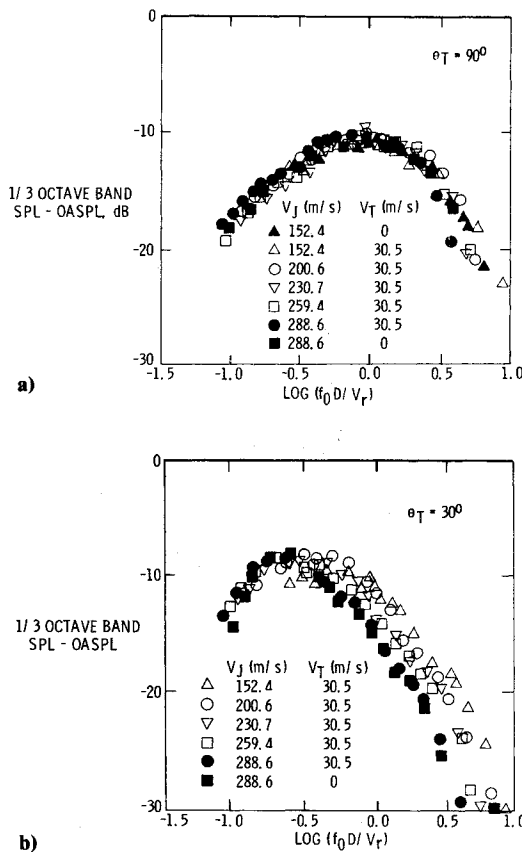 0
θT = 90⁰
-10
1/3 OCTAVE BAND
SPL - OASPL, dB
VJ (m/s) VT (m/s)
▲ 152.4 0
△ 152.4 30.5
○ 200.6 30.5
▽ 230.7 30.5
□ 259.4 30.5
● 288.6 30.5
■ 288.6 0
-20
-30
a)
-1.5 -1.0 -0.5 0.0 0.5 1.0
LOG (f0D/Vr)
0
θT = 30⁰
-10
1/3 OCTAVE BAND
SPL - OASPL
VJ (m/s) VT (m/s)
△ 152.4 30.5
○ 200.6 30.5
▽ 230.7 30.5
□ 259.4 30.5
● 288.6 30.5
■ 288.6 0
-20
-30
b)
-1.5 -1.0 -0.5 0.0 0.5 1.0
LOG (f0D/Vr)